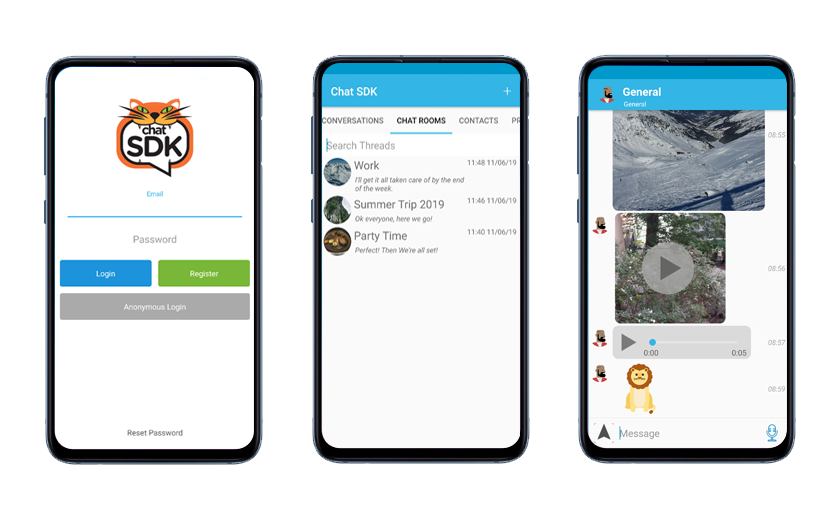 chat
SDK
Email
Password
Login
Register
Anonymous Login
Reset Password
Chat SDK
+
CONVERSATIONS
CHAT ROOMS
CONTACTS
PR
Search Threads
Work
11:48 11/06/19
I'll get it all taken care of by the end
of the week.
Summer Trip 2019
11:46 11/06/19
Ok everyone, here we go!
Party Time
11:40 11/06/19
Perfect! Then We're all set!
General
General
08:55
08:56
0:00
0:05
08:57
08:59
Message